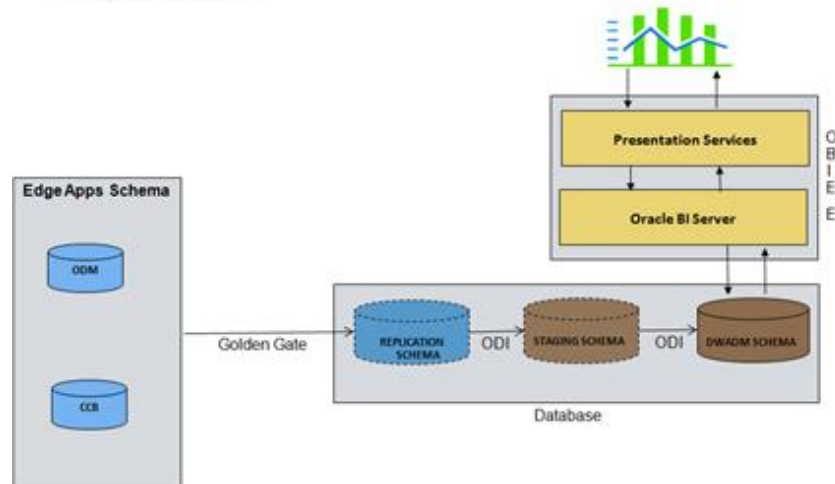 Presentation Services
Oracle BI Server
O
B
I
E
E
Edge Apps Schema
ODM
CCB
Golden Gate
REPLICATION
SCHEMA
ODI
STAGING SCHEMA
ODI
DWADM SCHEMA
Database